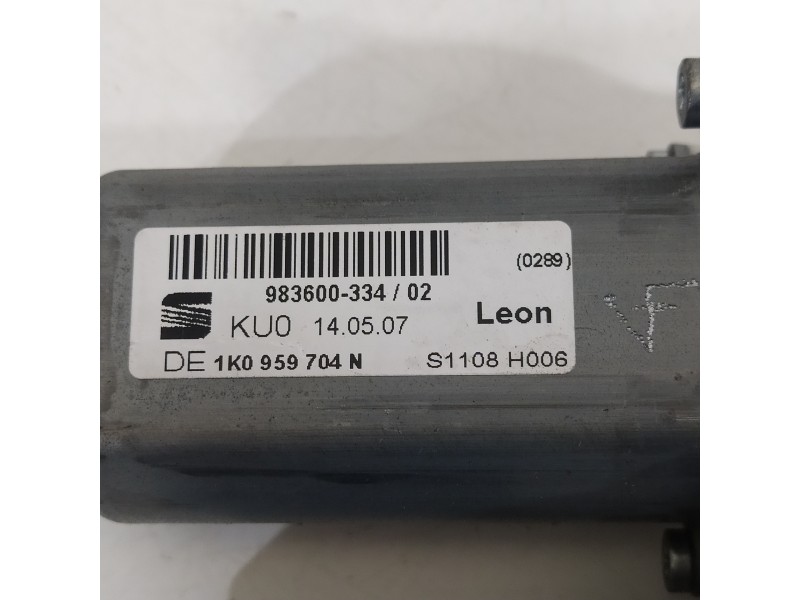 (0289)
983600-334 / 02
KU0 14.05.07 Leon
DE 1K0 959 704 N S1108 H006